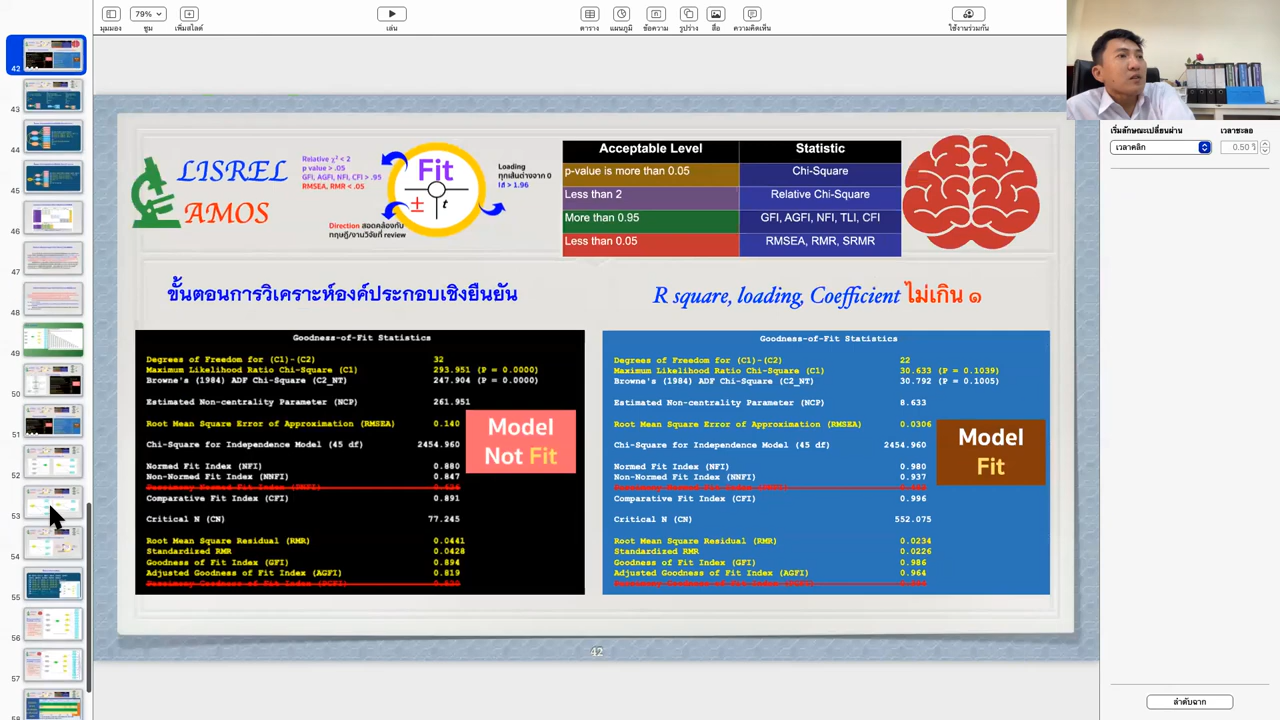 79%
มุมมอง
ซูม
เพิ่มสไลด์
เล่น
ตาราง
แผนภูมิ
ข้อความ
รูปร่าง
สื่อ
ความคิดเห็น
ใช้งานร่วมกัน
42
43
44
45
46
47
48
49
50
51
52
53
54
55
56
57
58
LISREL
AMOS
Relative χ² < 2
p value > .05
GFI, AGFI, NFI, CFI > .95
RMSEA, RMR < .05
Fit
± t
Loading
ทุกเส้นต่างจาก 0
Direction สอดคล้องกับ
ทฤษฎี/งานวิจัยที่ review
Acceptable Level Statistic
p-value is more than 0.05 Chi-Square
Less than 2 Relative Chi-Square
More than 0.95 GFI, AGFI, NFI, TLI, CFI
Less than 0.05 RMSEA, RMR, SRMR
ขั้นตอนการวิเคราะห์องค์ประกอบเชิงยืนยัน
R square, loading, Coefficient ไม่เกิน ๑
Goodness-of-Fit Statistics
Degrees of Freedom for (C1)-(C2) 32
Maximum Likelihood Ratio Chi-Square (C1) 293.951 (P = 0.0000)
Browne's (1984) ADF Chi-Square (C2_NT) 247.904 (P = 0.0000)
Estimated Non-centrality Parameter (NCP) 261.951
Root Mean Square Error of Approximation (RMSEA) 0.140
Chi-Square for Independence Model (45 df) 2454.960
Normed Fit Index (NFI) 0.880
Non-Normed Fit Index (NNFI) 0.847
Comparative Fit Index (CFI) 0.891
Critical N (CN) 77.245
Root Mean Square Residual (RMR) 0.0441
Standardized RMR 0.0428
Goodness of Fit Index (GFI) 0.894
Adjusted Goodness of Fit Index (AGFI) 0.819
Model
Not Fit
Goodness-of-Fit Statistics
Degrees of Freedom for (C1)-(C2) 22
Maximum Likelihood Ratio Chi-Square (C1) 30.633 (P = 0.1039)
Browne's (1984) ADF Chi-Square (C2_NT) 30.792 (P = 0.1005)
Estimated Non-centrality Parameter (NCP) 8.633
Root Mean Square Error of Approximation (RMSEA) 0.0306
Chi-Square for Independence Model (45 df) 2454.960
Normed Fit Index (NFI) 0.980
Non-Normed Fit Index (NNFI) 0.937
Comparative Fit Index (CFI) 0.996
Critical N (CN) 552.075
Root Mean Square Residual (RMR) 0.0234
Standardized RMR 0.0226
Goodness of Fit Index (GFI) 0.986
Adjusted Goodness of Fit Index (AGFI) 0.964
Model
Fit
42
เริ่มลักษณะเปลี่ยนผ่าน
เวลาชะลอ
เวลาคลิก
0.50 วิ
ลำดับฉาก